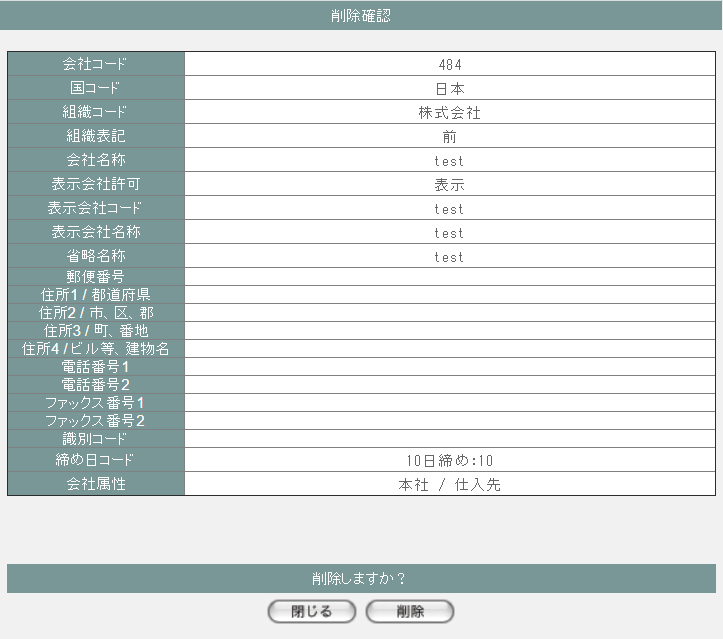 削除確認
会社コード 484
国コード 日本
組織コード 株式会社
組織表記 前
会社名称 test
表示会社許可 表示
表示会社コード test
表示会社名称 test
省略名称 test
郵便番号
住所1 / 都道府県
住所2 / 市、区、郡
住所3 / 町、番地
住所4 /ビル等、建物名
電話番号1
電話番号2
ファックス番号1
ファックス番号2
識別コード
締め日コード 10日締め:10
会社属性 本社 / 仕入先
削除しますか？
閉じる 削除